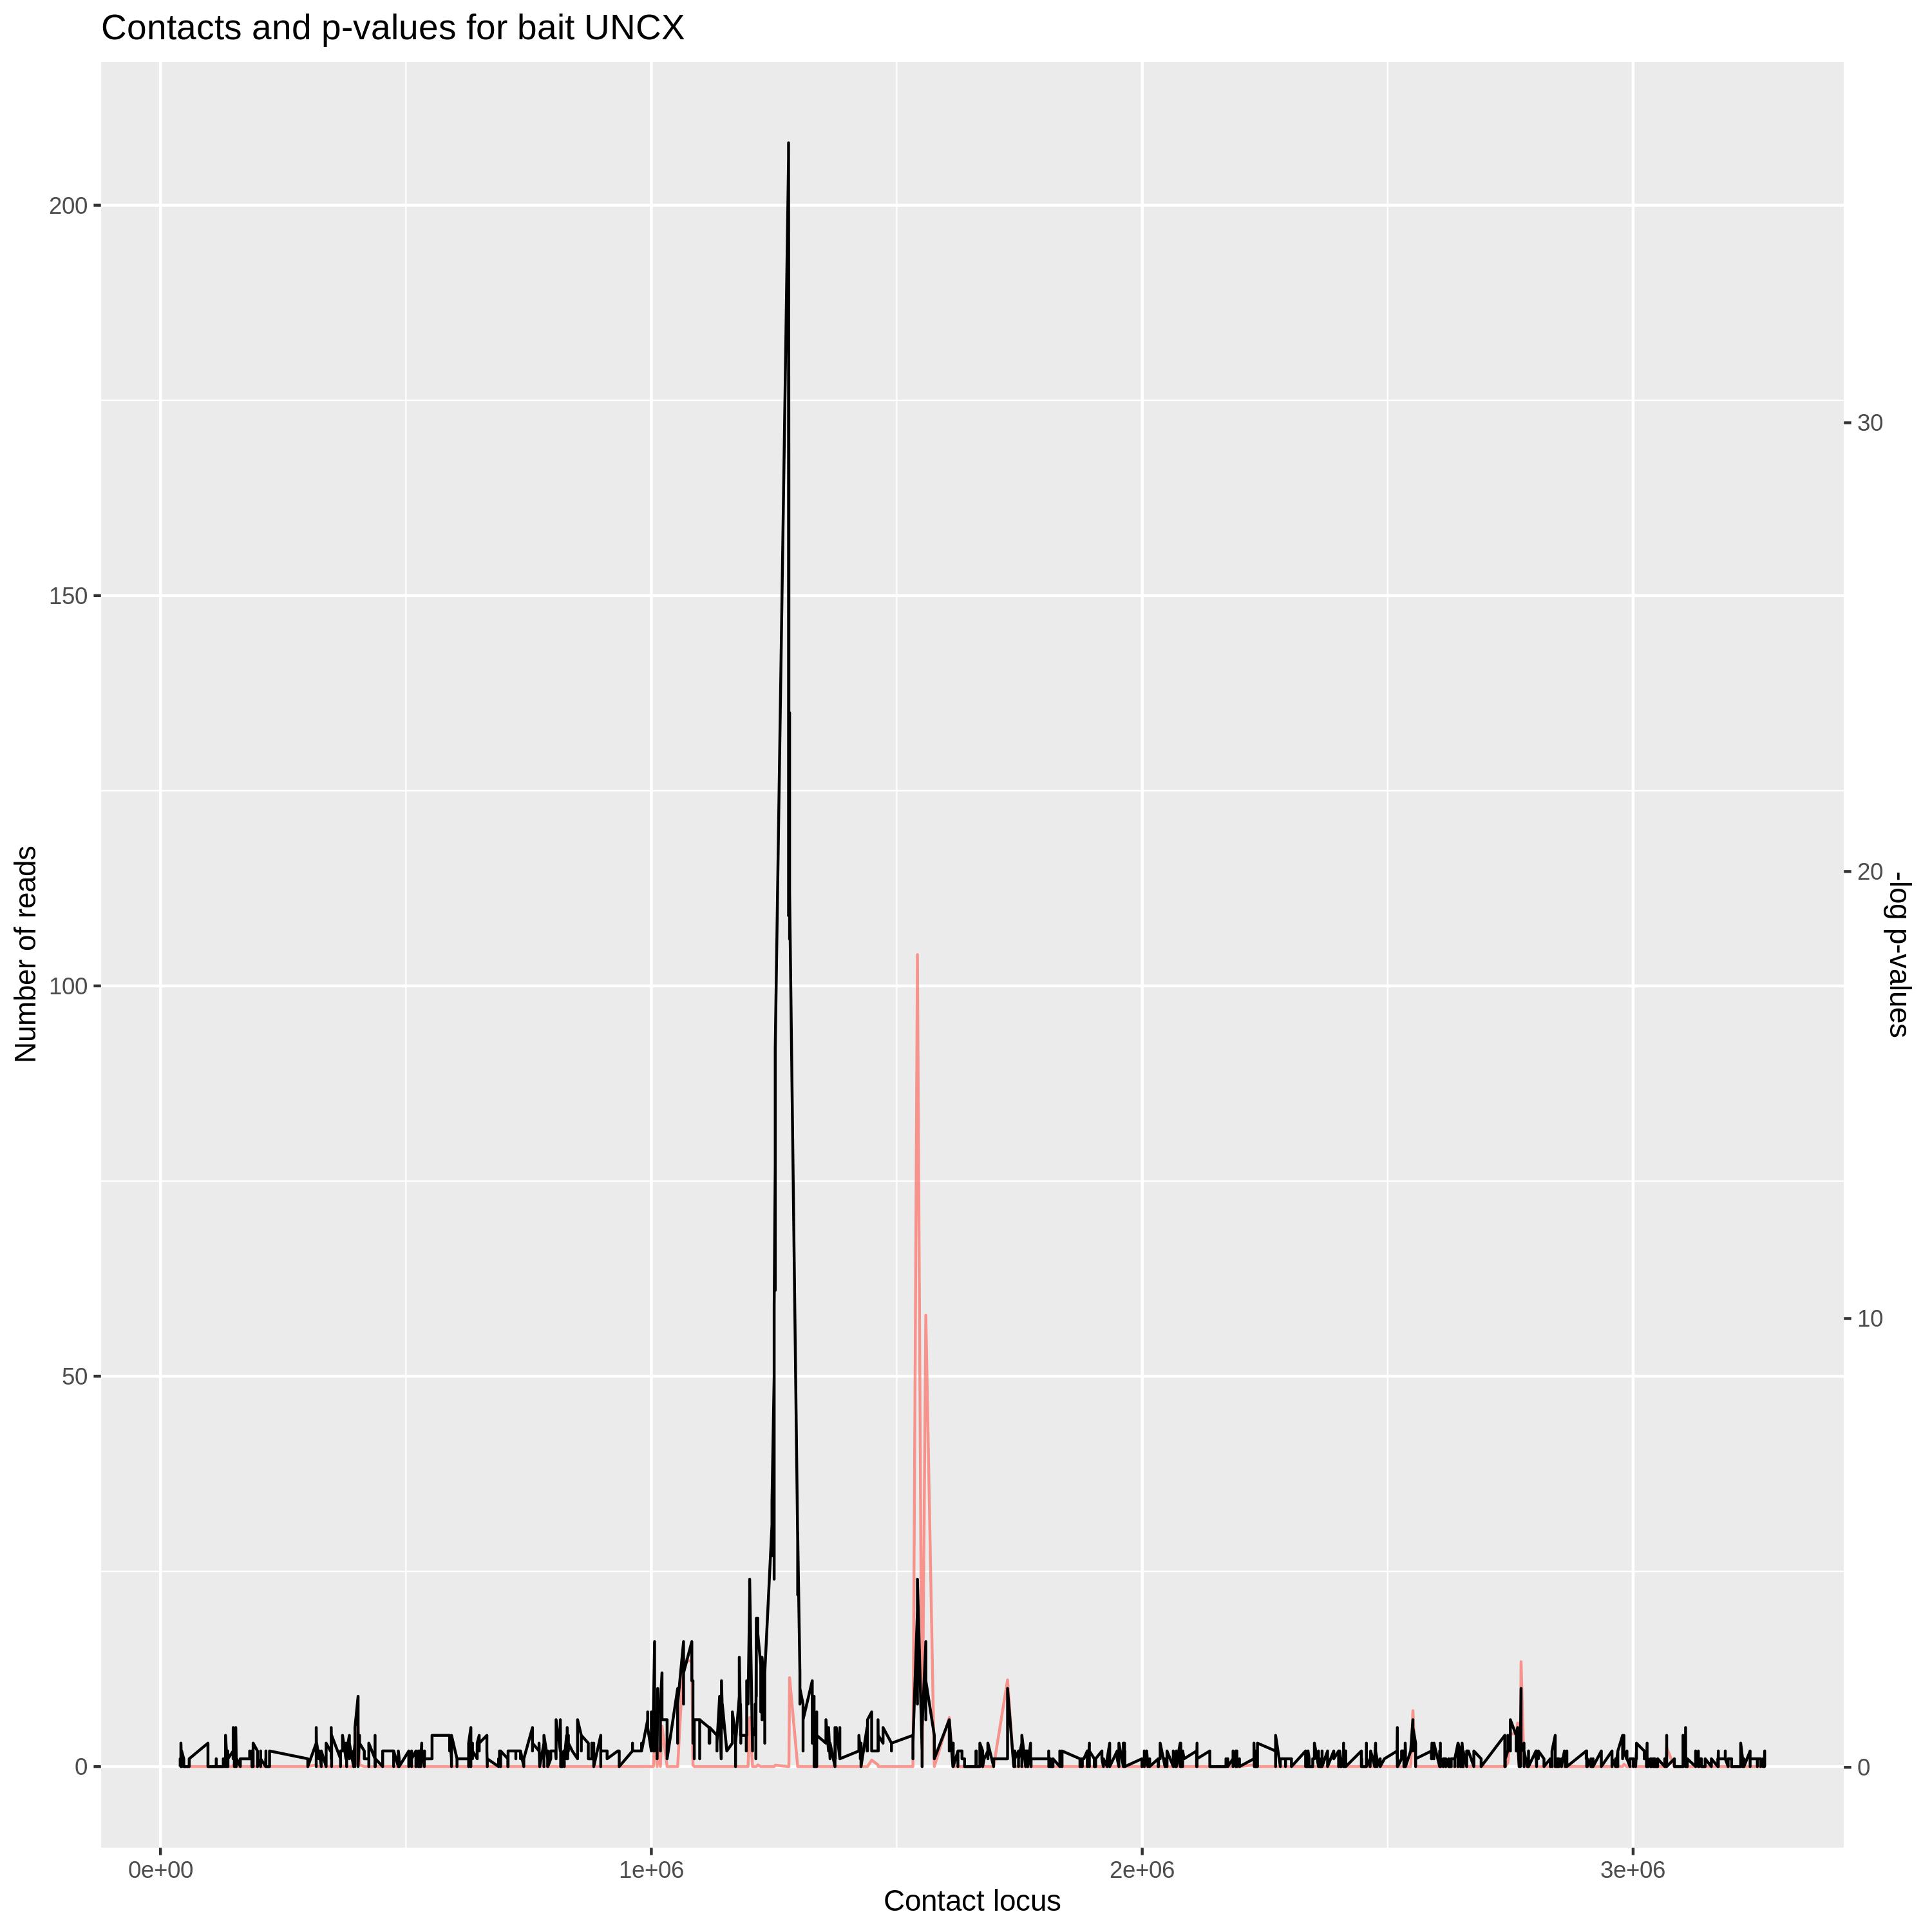 Contacts and p-values for bait UNCX
200
150
100
50
0
Number of reads
30
20
10
0
-log p-values
0e+00
1e+06
2e+06
3e+06
Contact locus